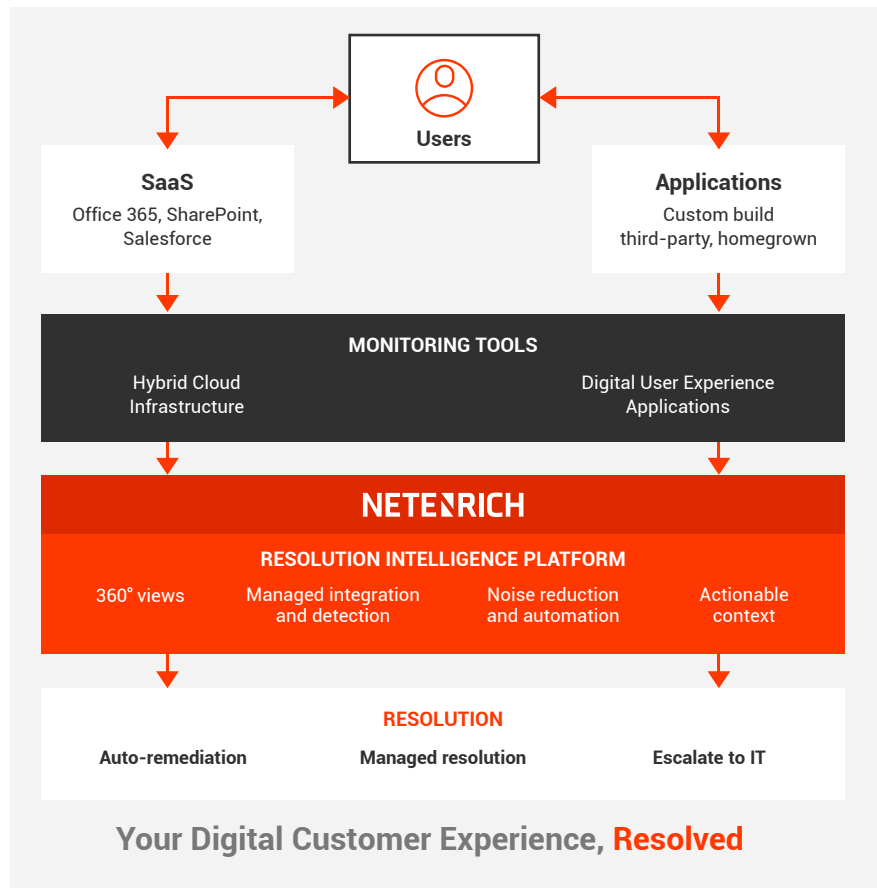 Users
SaaS
Office 365, SharePoint,
Salesforce
Applications
Custom build
third-party, homegrown
MONITORING TOOLS
Hybrid Cloud
Infrastructure
Digital User Experience
Applications
NETENRICH
RESOLUTION INTELLIGENCE PLATFORM
360° views
Managed integration
and detection
Noise reduction
and automation
Actionable
context
RESOLUTION
Auto-remediation
Managed resolution
Escalate to IT
Your Digital Customer Experience, Resolved